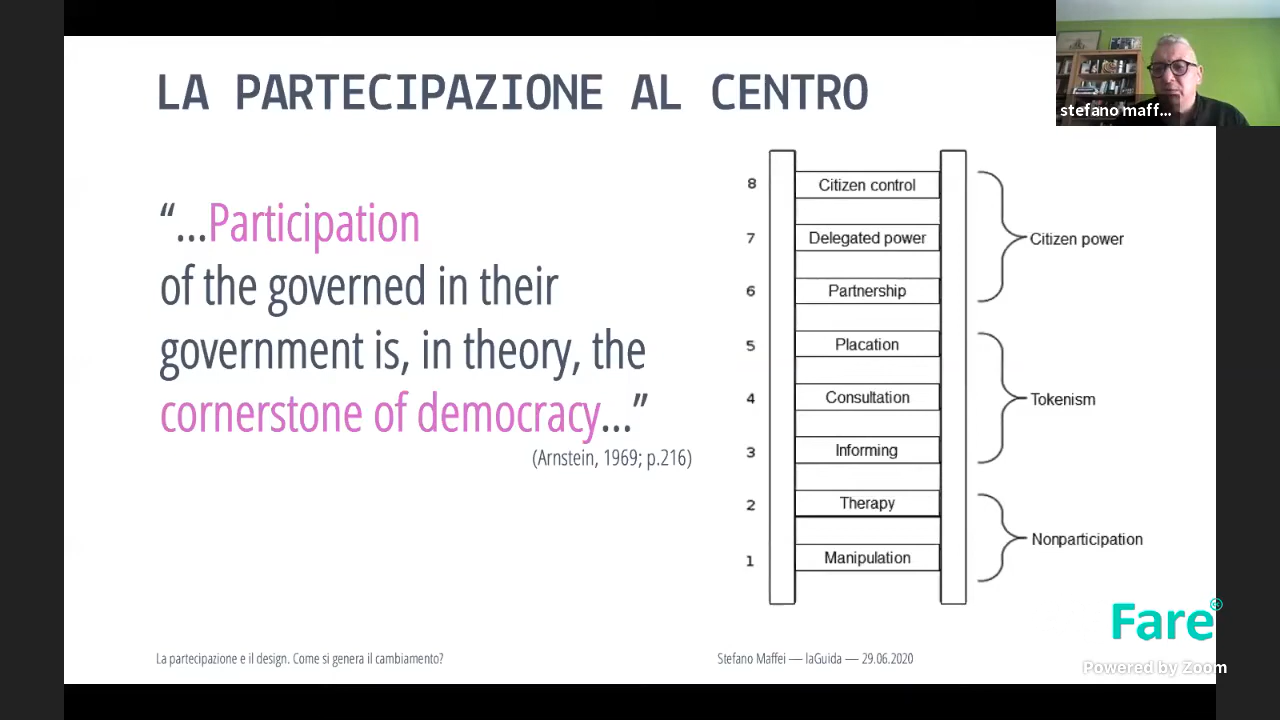 LA PARTECIPAZIONE AL CENTRO
stefano maff...
“...Participation
of the governed in their
government is, in theory, the
cornerstone of democracy...”
(Arnstein, 1969; p.216)
8 Citizen control
7 Delegated power
6 Partnership
Citizen power
5 Placation
4 Consultation
3 Informing
Tokenism
2 Therapy
1 Manipulation
Nonparticipation
Fare
La partecipazione e il design. Come si genera il cambiamento?
Stefano Maffei — laGuida — 29.06.2020
Powered by Zoom